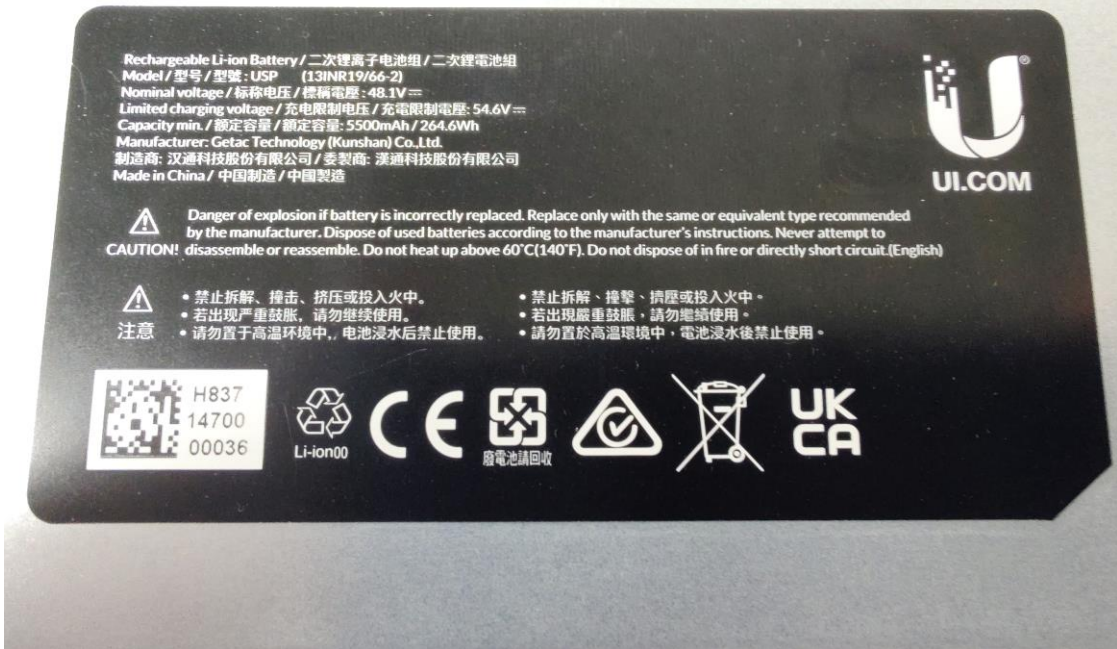 Rechargeable Li-ion Battery / 二次锂离子电池组 / 二次鋰電池組
Model / 型号 / 型號 : USP (13INR19/66-2)
Nominal voltage / 标称电压 / 標稱電壓 : 48.1V⎓
Limited charging voltage / 充电限制电压 / 充電限制電壓: 54.6V⎓
Capacity min. / 额定容量 / 額定容量: 5500mAh / 264.6Wh
Manufacturer: Getac Technology (Kunshan) Co.,Ltd.
制造商: 汉通科技股份有限公司 / 委製商: 漢通科技股份有限公司
Made in China / 中国制造 / 中國製造
U®
UI.COM
Danger of explosion if battery is incorrectly replaced. Replace only with the same or equivalent type recommended
by the manufacturer. Dispose of used batteries according to the manufacturer's instructions. Never attempt to
CAUTION! disassemble or reassemble. Do not heat up above 60°C(140°F). Do not dispose of in fire or directly short circuit.(English)
注意
• 禁止拆解、撞击、挤压或投入火中。
• 若出现严重鼓胀，请勿继续使用。
• 请勿置于高温环境中,. 电池浸水后禁止使用。
• 禁止拆解、撞擊、擠壓或投入火中。
• 若出現嚴重鼓脹，請勿繼續使用。
• 請勿置於高溫環境中，電池浸水後禁止使用。
H837
14700
00036
Li-ion00
CE
廢電池請回收
UK
CA